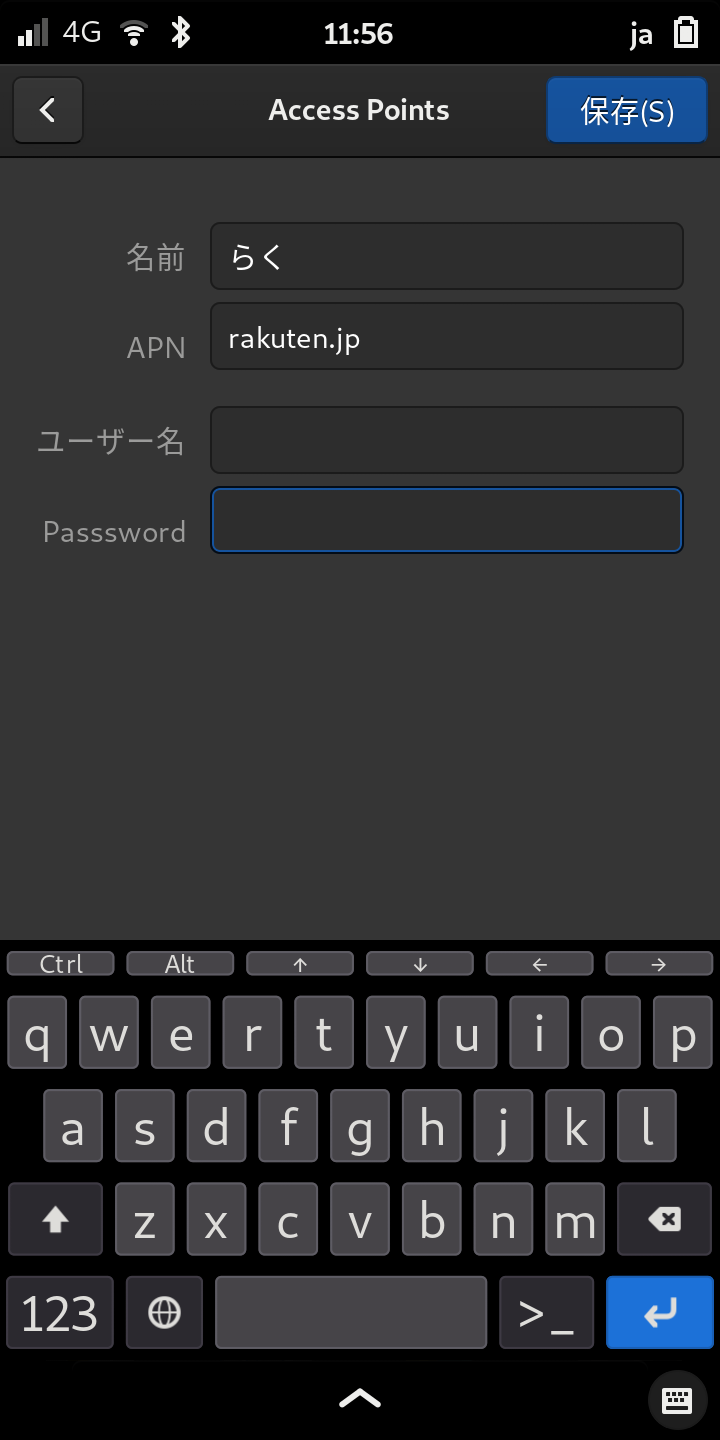 4G 11:56 ja
Access Points 保存(S)
名前 らく
APN rakuten.jp
ユーザー名
Passsword
Ctrl Alt ↑ ↓ ← →
q w e r t y u i o p
a s d f g h j k l
z x c v b n m
123 >_